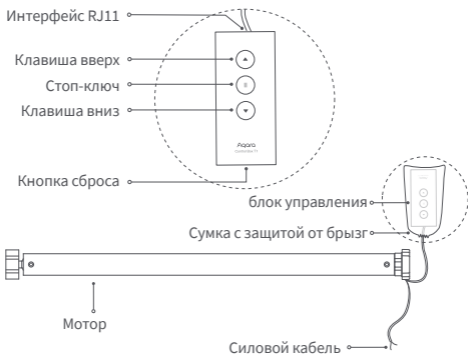 Интерфейс RJ11
Клавиша вверх
Стоп-ключ
Клавиша вниз
Aqara
Кнопка сброса
блок управления
Сумка с защитой от брызг
Мотор
Силовой кабель